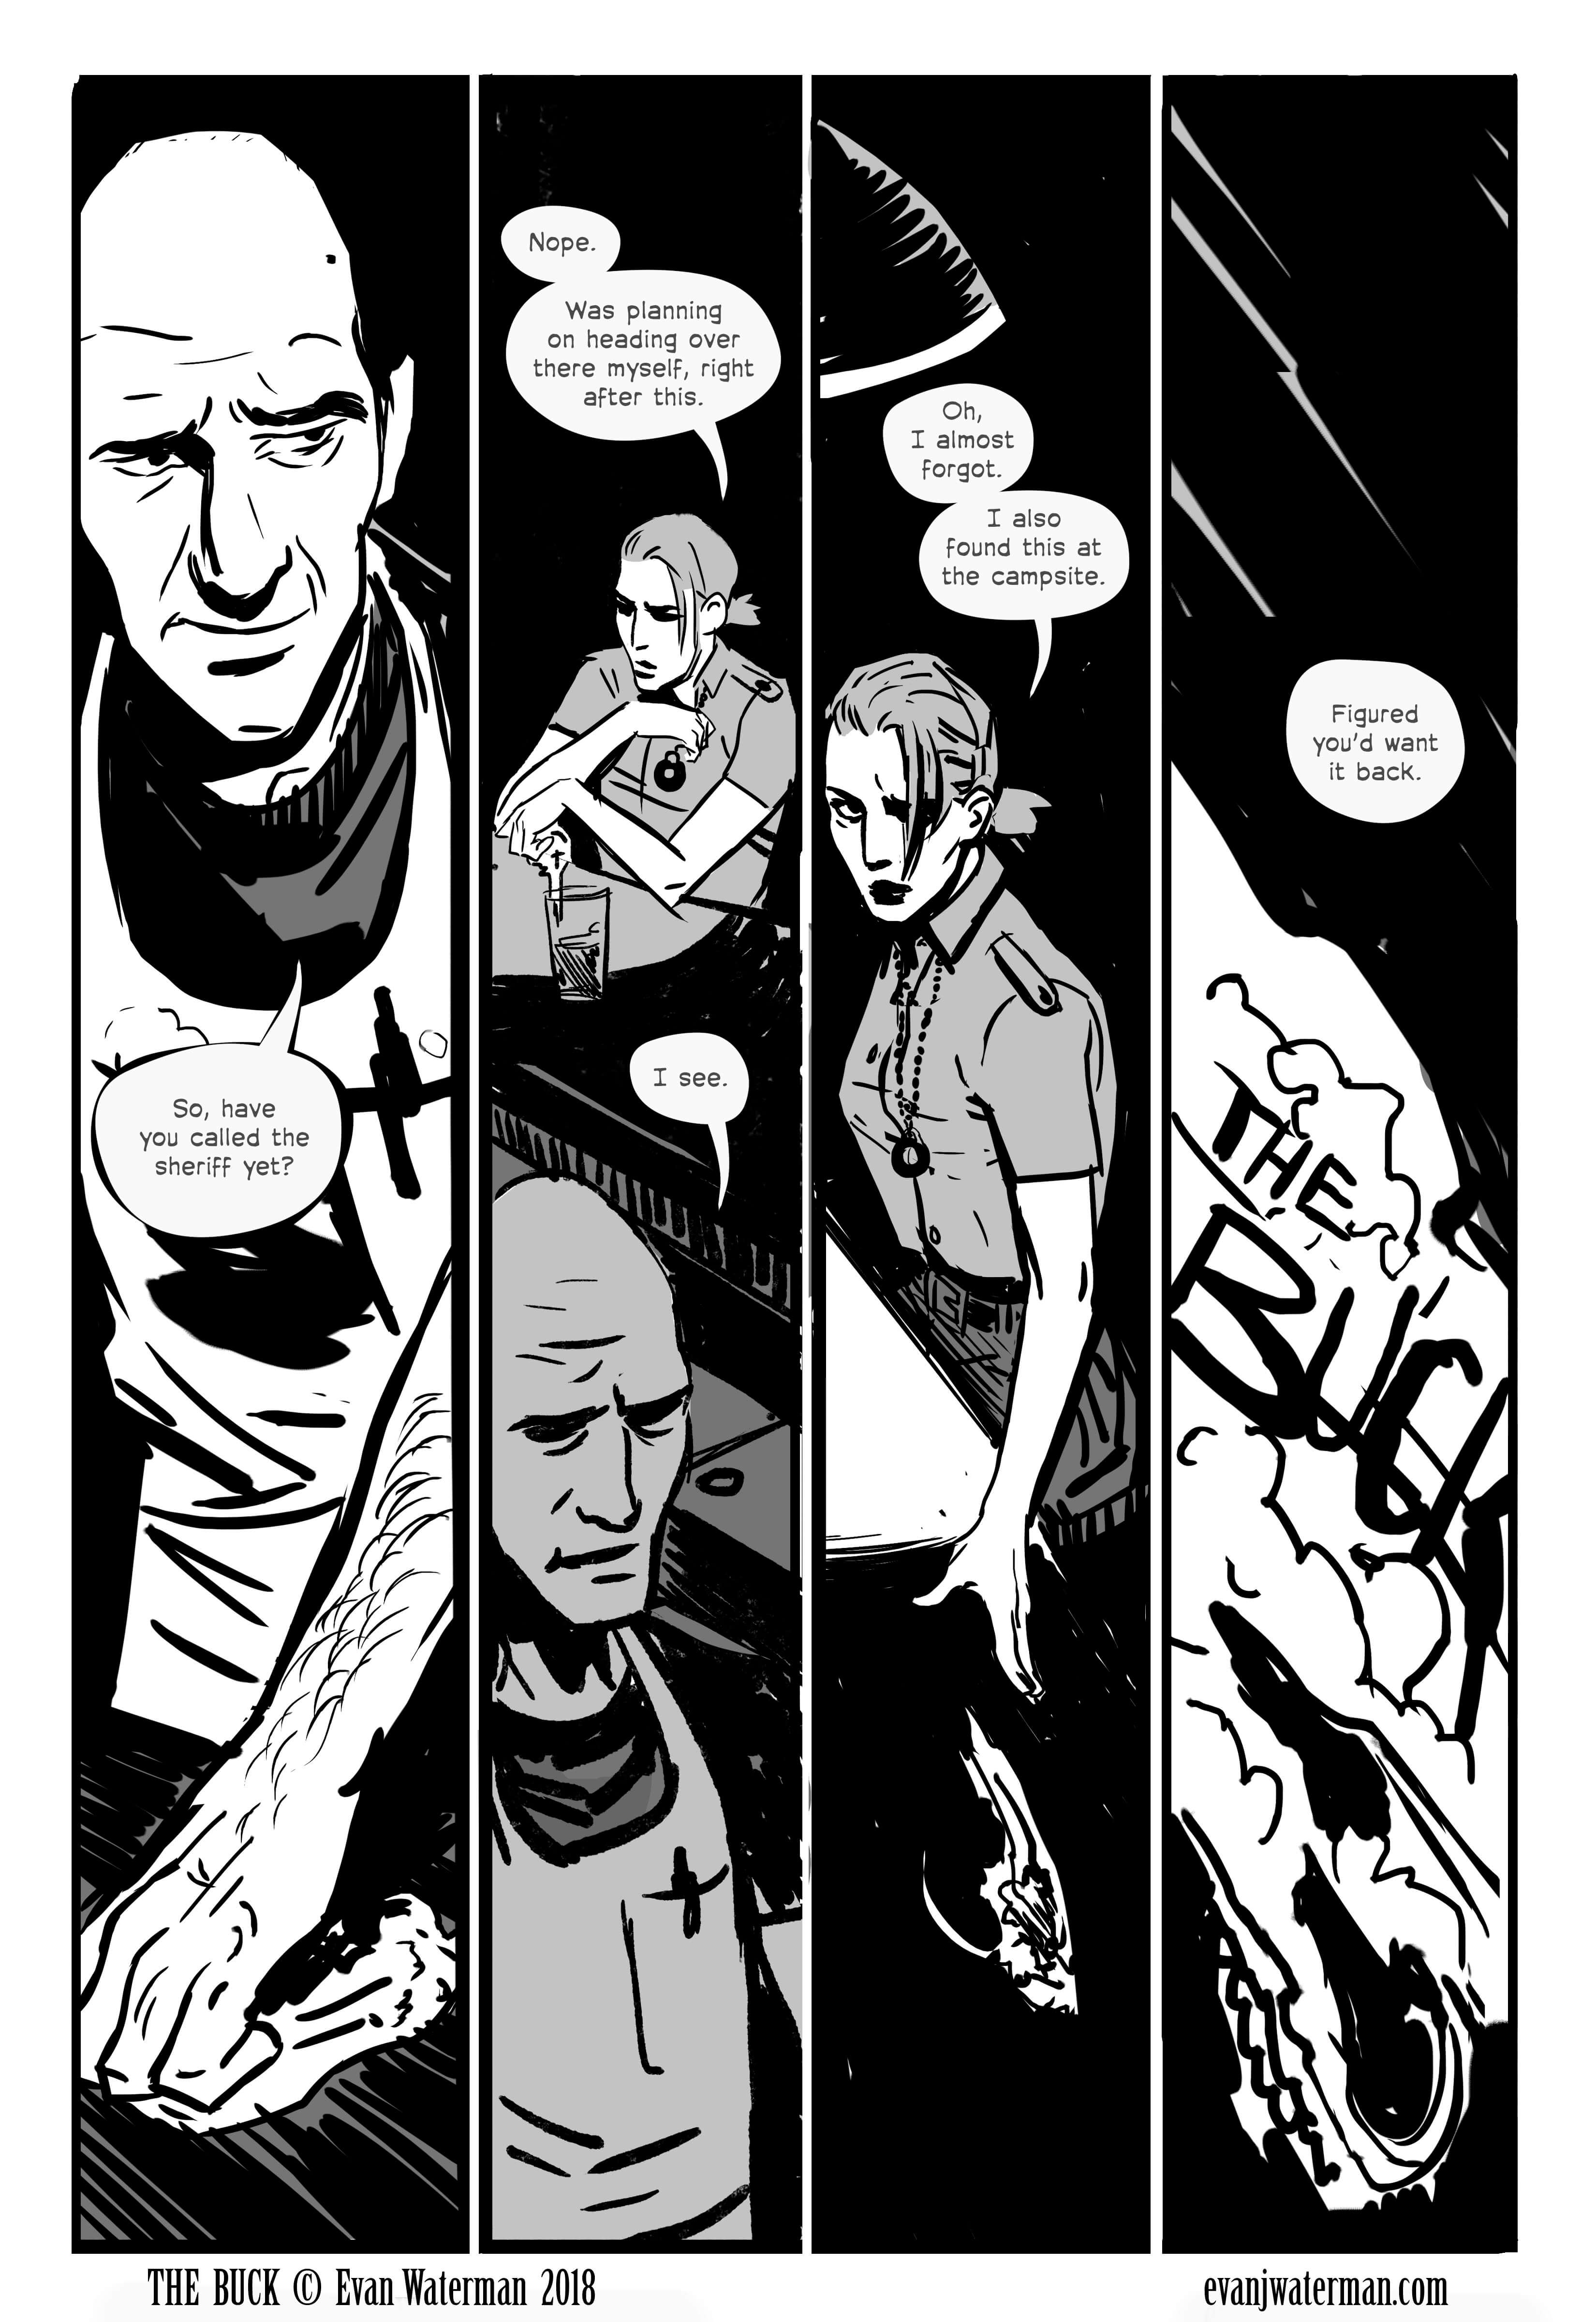 So, have
you called the
sheriff yet?
Nope.
Was planning
on heading over
there myself, right
after this.
I see.
Oh,
I almost
forgot.
I also
found this at
the campsite.
Figured
you'd want
it back.
THE
THE BUCK © Evan Waterman 2018
evanjwaterman.com